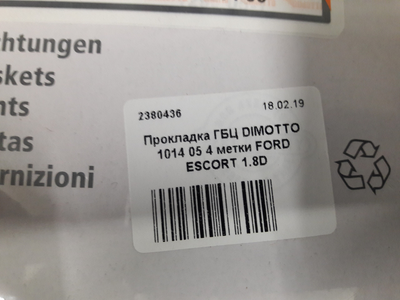 chtungen
skets
nts
tas
rnizioni
2380436 18.02.19
Прокладка ГБЦ DIMOTTO
1014 05 4 метки FORD
ESCORT 1.8D